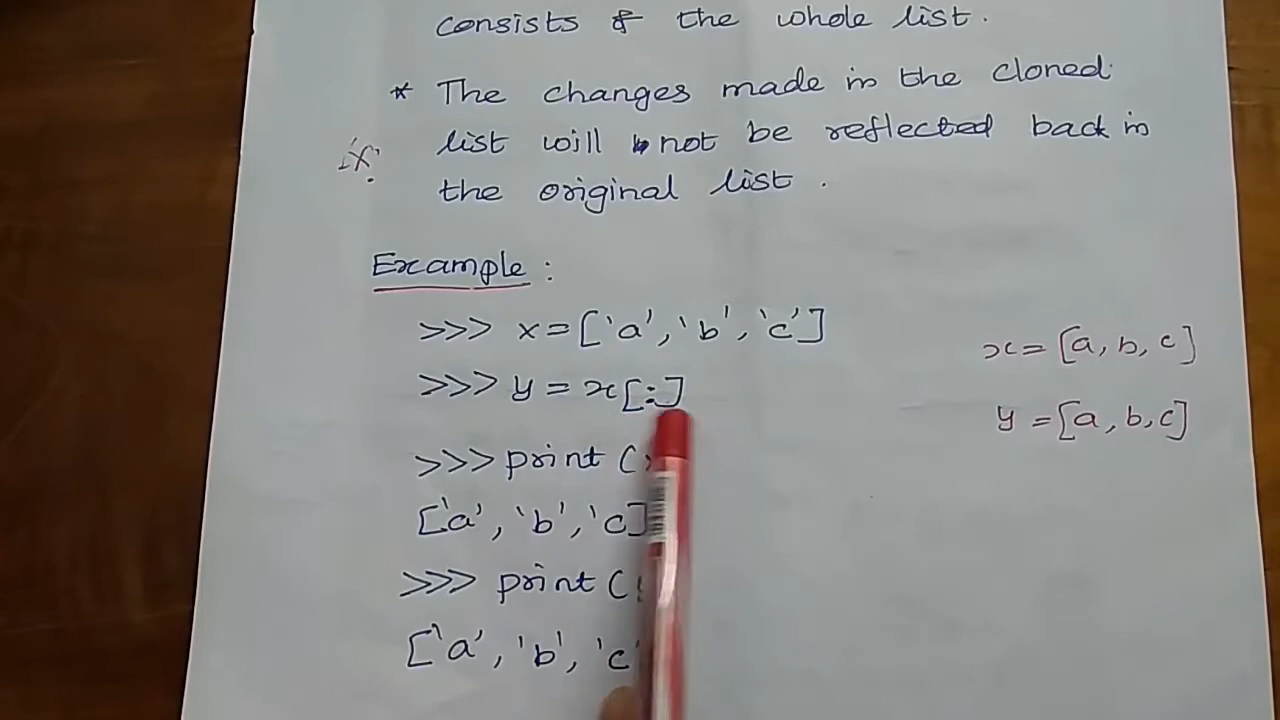 consists of the whole list.
* The changes made in the cloned
list will not be reflected back in
the original list.
Example:
>>> x=['a','b','c']
>>> y = x[:]
>>> print (
['a','b','c']
>>> print (
['a','b','c'
x=[a,b,c]
y=[a,b,c]